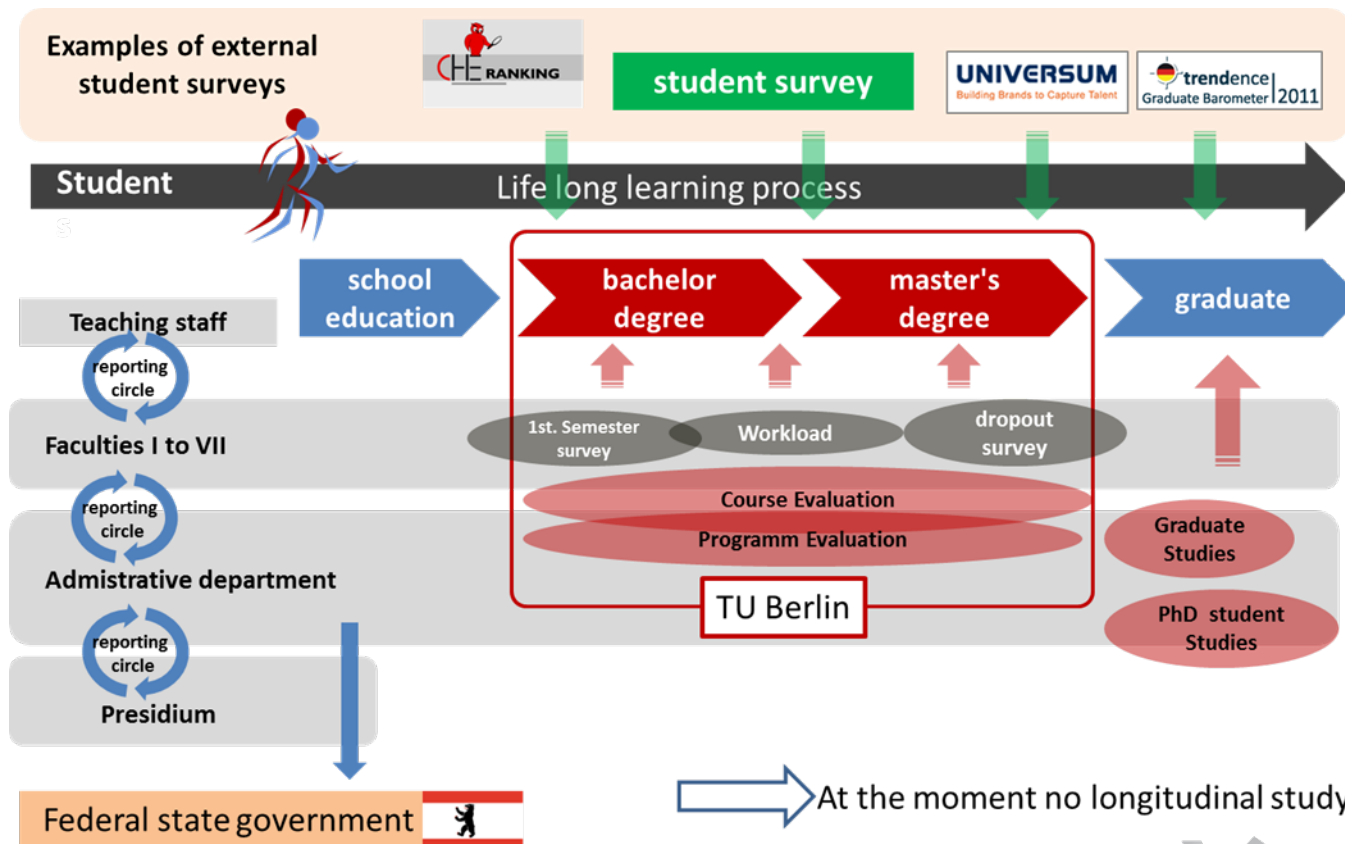 Examples of external
student surveys
CHE RANKING
student survey
UNIVERSUM
Building Brands to Capture Talent
trendence
Graduate Barometer 2011
Student
s
Life long learning process
school
education
bachelor
degree
master's
degree
graduate
Teaching staff
reporting
circle
Faculties I to VII
1st. Semester
survey
Workload
dropout
survey
Course Evaluation
Programm Evaluation
Graduate
Studies
reporting
circle
Admistrative department
TU Berlin
PhD student
Studies
reporting
circle
Presidium
At the moment no longitudinal study
Federal state government